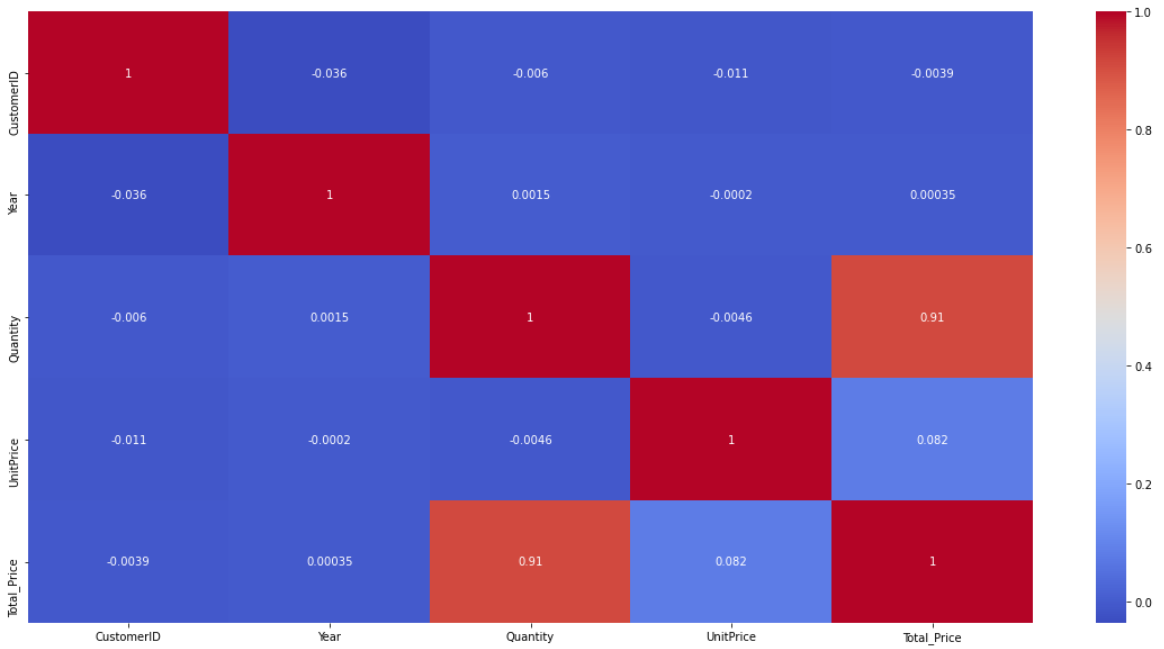 1.0
CustomerID 1 -0.036 -0.006 -0.011 -0.0039
0.8
Year -0.036 1 0.0015 -0.0002 0.00035
0.6
Quantity -0.006 0.0015 1 -0.0046 0.91
0.4
UnitPrice -0.011 -0.0002 -0.0046 1 0.082
0.2
Total_Price -0.0039 0.00035 0.91 0.082 1
0.0
CustomerID Year Quantity UnitPrice Total_Price